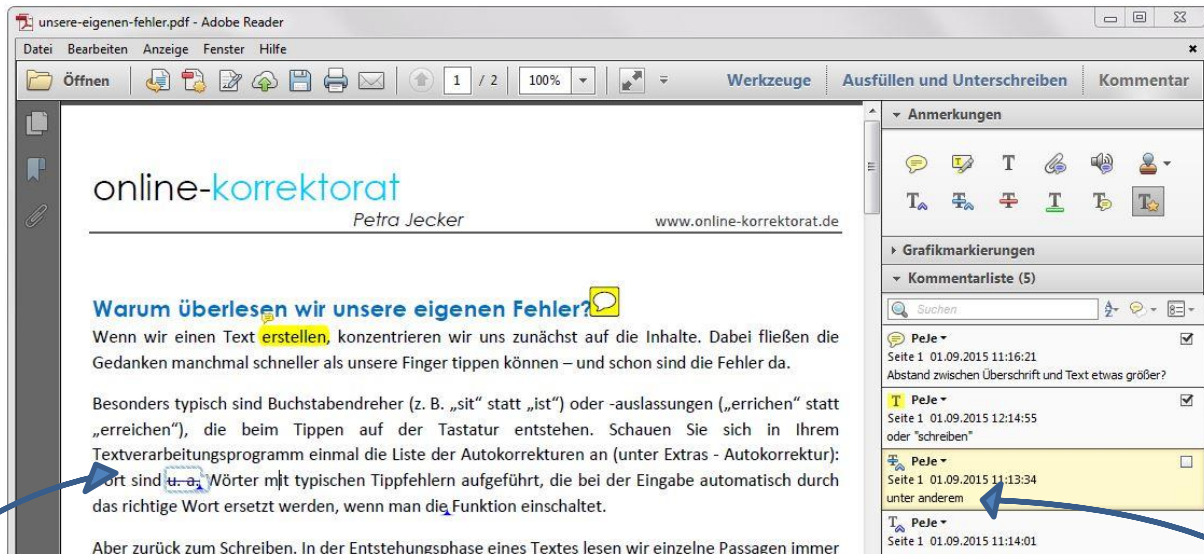 unsere-eigenen-fehler.pdf - Adobe Reader
Datei Bearbeiten Anzeige Fenster Hilfe
Öffnen 1 / 2 100% Werkzeuge Ausfüllen und Unterschreiben Kommentar
online-korrektorat
Petra Jecker www.online-korrektorat.de
Warum überlesen wir unsere eigenen Fehler?
Wenn wir einen Text erstellen, konzentrieren wir uns zunächst auf die Inhalte. Dabei fließen die
Gedanken manchmal schneller als unsere Finger tippen können – und schon sind die Fehler da.
Besonders typisch sind Buchstabendreher (z. B. „sit“ statt „ist“) oder -auslassungen („errichen“ statt
„erreichen“), die beim Tippen auf der Tastatur entstehen. Schauen Sie sich in Ihrem
Textverarbeitungsprogramm einmal die Liste der Autokorrekturen an (unter Extras - Autokorrektur):
sind u. a. Wörter mit typischen Tippfehlern aufgeführt, die bei der Eingabe automatisch durch
das richtige Wort ersetzt werden, wenn man die Funktion einschaltet.
Aber zurück zum Schreiben. In der Entstehungsphase eines Textes lesen wir einzelne Passagen immer
Anmerkungen
Grafikmarkierungen
Kommentarliste (5)
Suchen
PeJe
Seite 1 01.09.2015 11:16:21
Abstand zwischen Überschrift und Text etwas größer?
PeJe
Seite 1 01.09.2015 12:14:55
oder "schreiben"
PeJe
Seite 1 01.09.2015 11:13:34
unter anderem
PeJe
Seite 1 01.09.2015 11:14:01